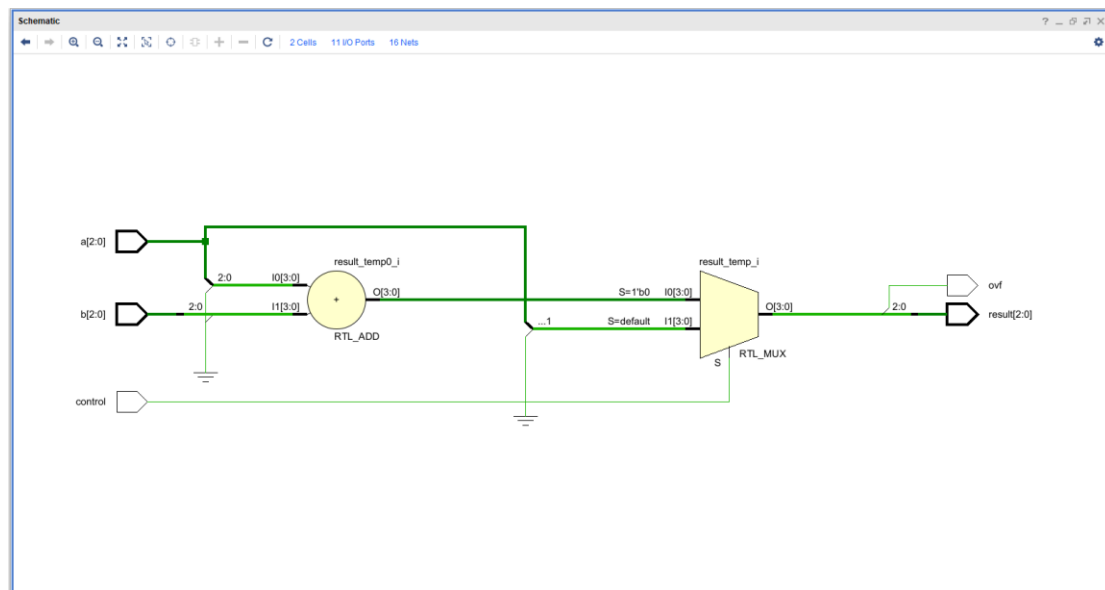 Schematic
2 Cells 11 I/O Ports 16 Nets
a[2:0]
b[2:0]
control
2:0
2:0
I0[3:0]
I1[3:0]
result_temp0_i
+
O[3:0]
RTL_ADD
...1
S=1'b0
S=default
I0[3:0]
I1[3:0]
result_temp_i
O[3:0]
S
RTL_MUX
2:0
ovf
result[2:0]